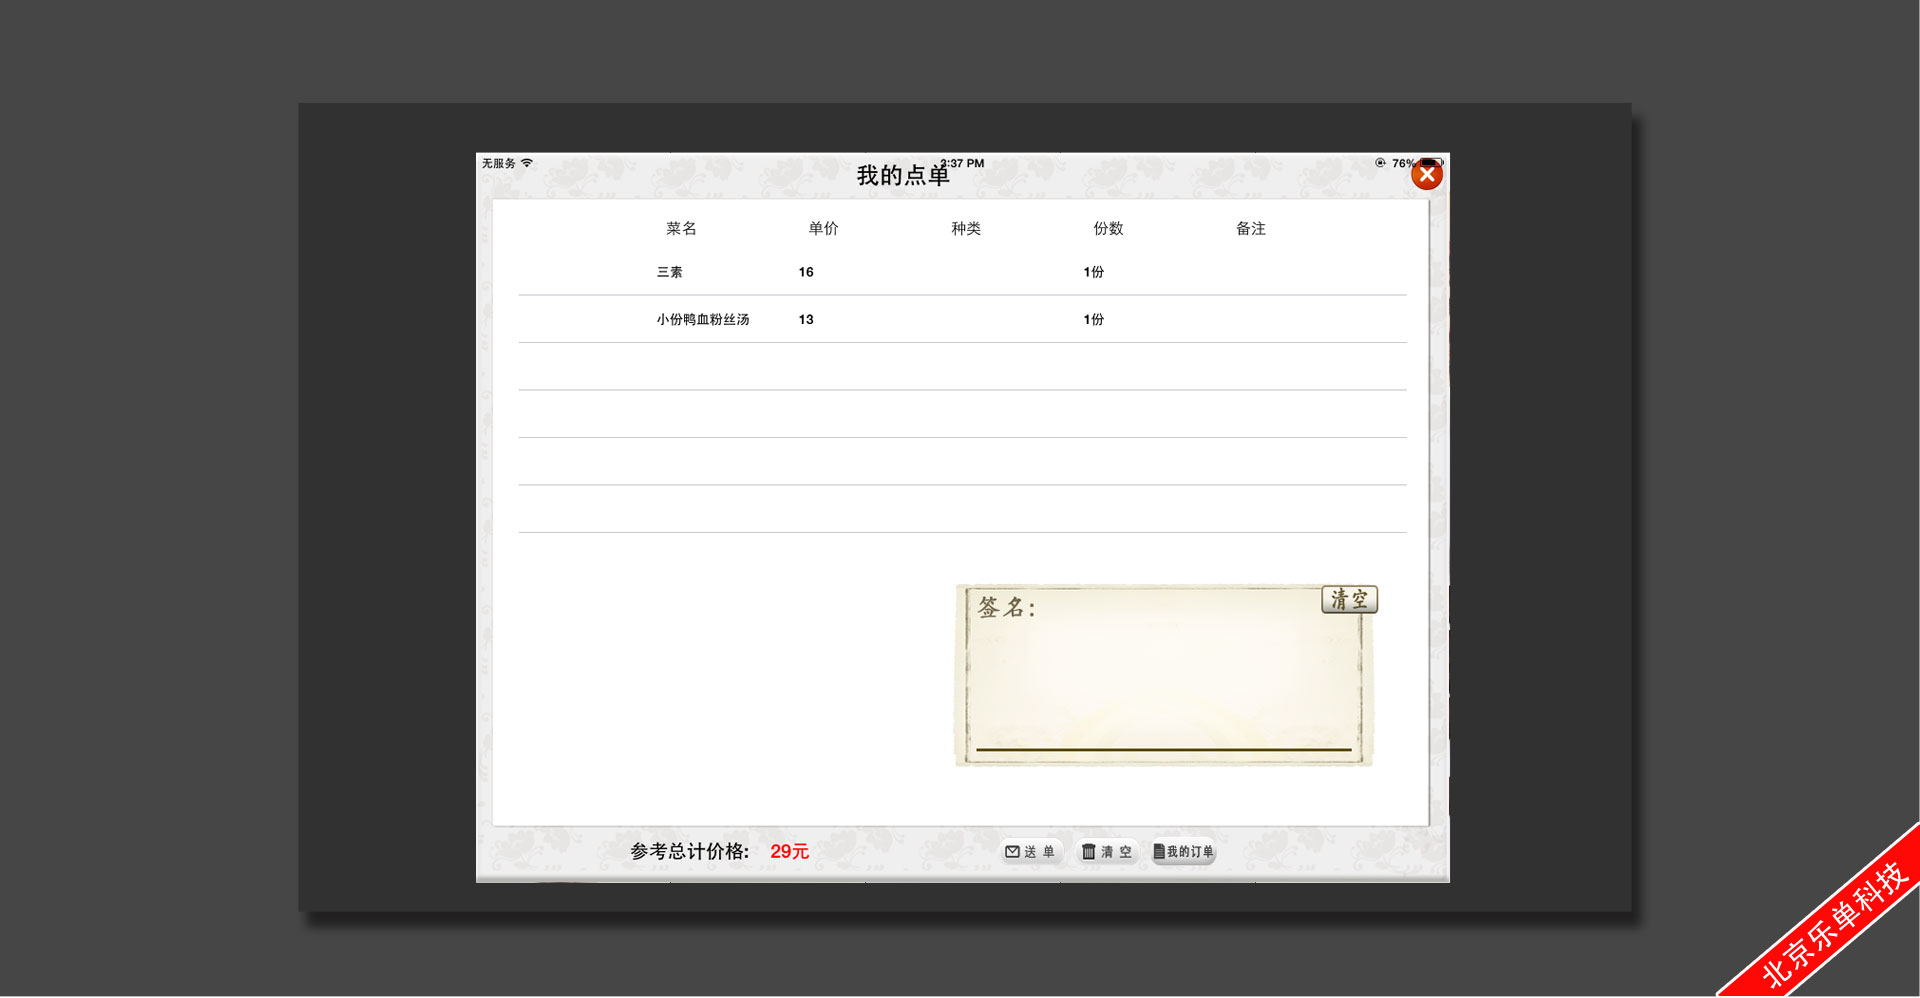 无服务 2:37 PM 76%
我的点单
菜名 单价 种类 份数 备注
三素 16 1份
小份鸭血粉丝汤 13 1份
签名：
清空
参考总计价格: 29元
送 单 清 空 我的订单
北京乐单科技